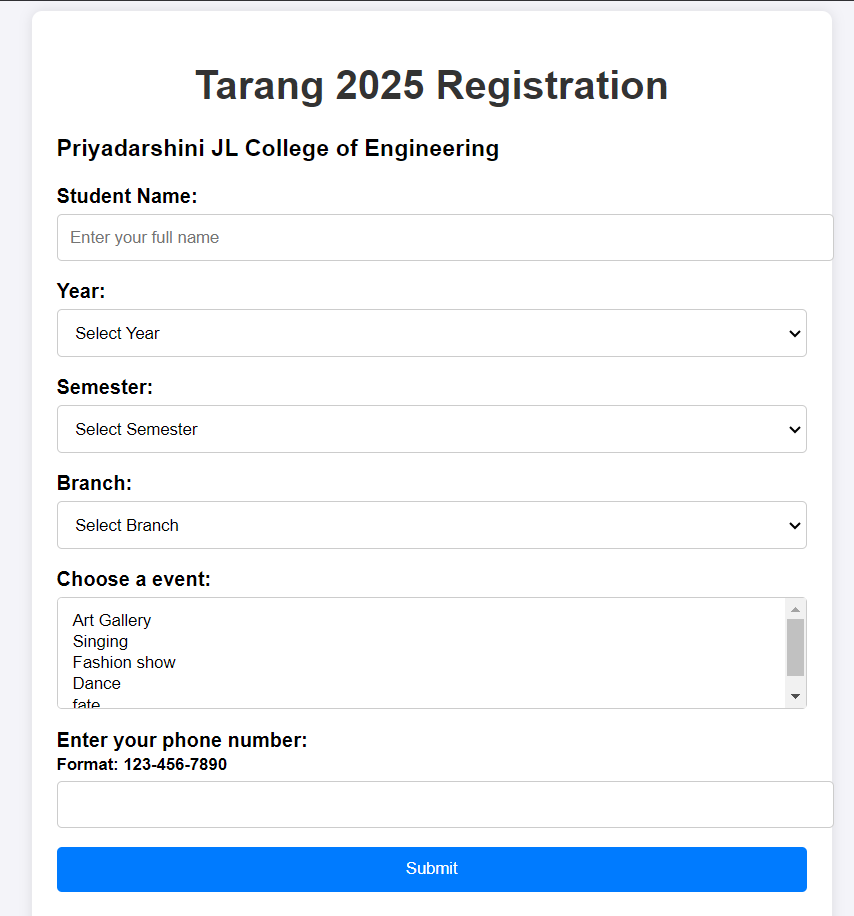 Tarang 2025 Registration
Priyadarshini JL College of Engineering
Student Name:
Enter your full name
Year:
Select Year
Semester:
Select Semester
Branch:
Select Branch
Choose a event:
Art Gallery
Singing
Fashion show
Dance
fate
Enter your phone number:
Format: 123-456-7890
Submit